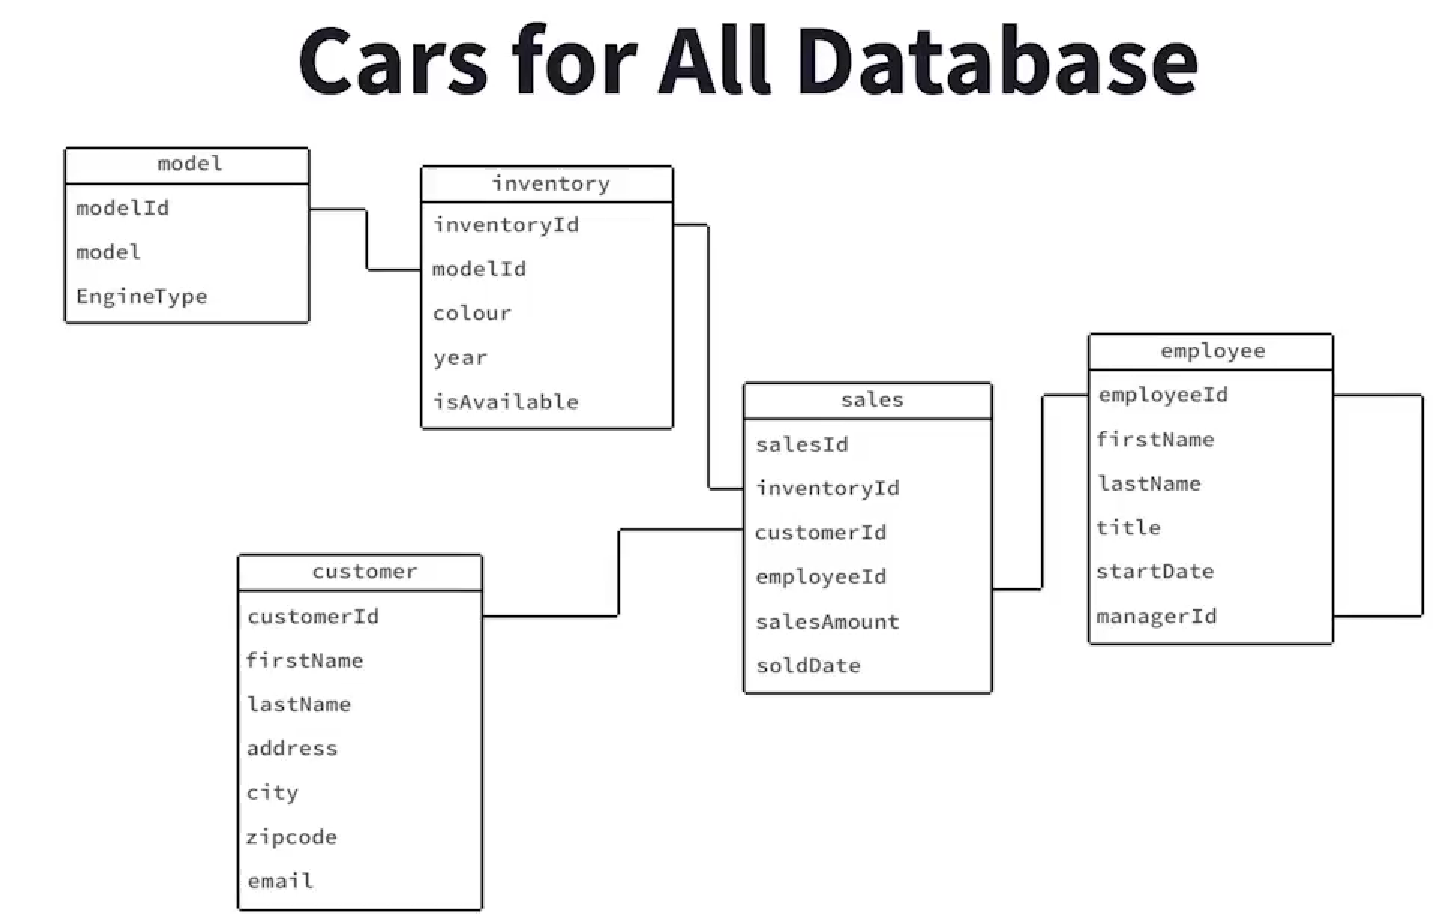 Cars for All Database
model
modelId
model
EngineType
inventory
inventoryId
modelId
colour
year
isAvailable
sales
salesId
inventoryId
customerId
employeeId
salesAmount
soldDate
employee
employeeId
firstName
lastName
title
startDate
managerId
customer
customerId
firstName
lastName
address
city
zipcode
email